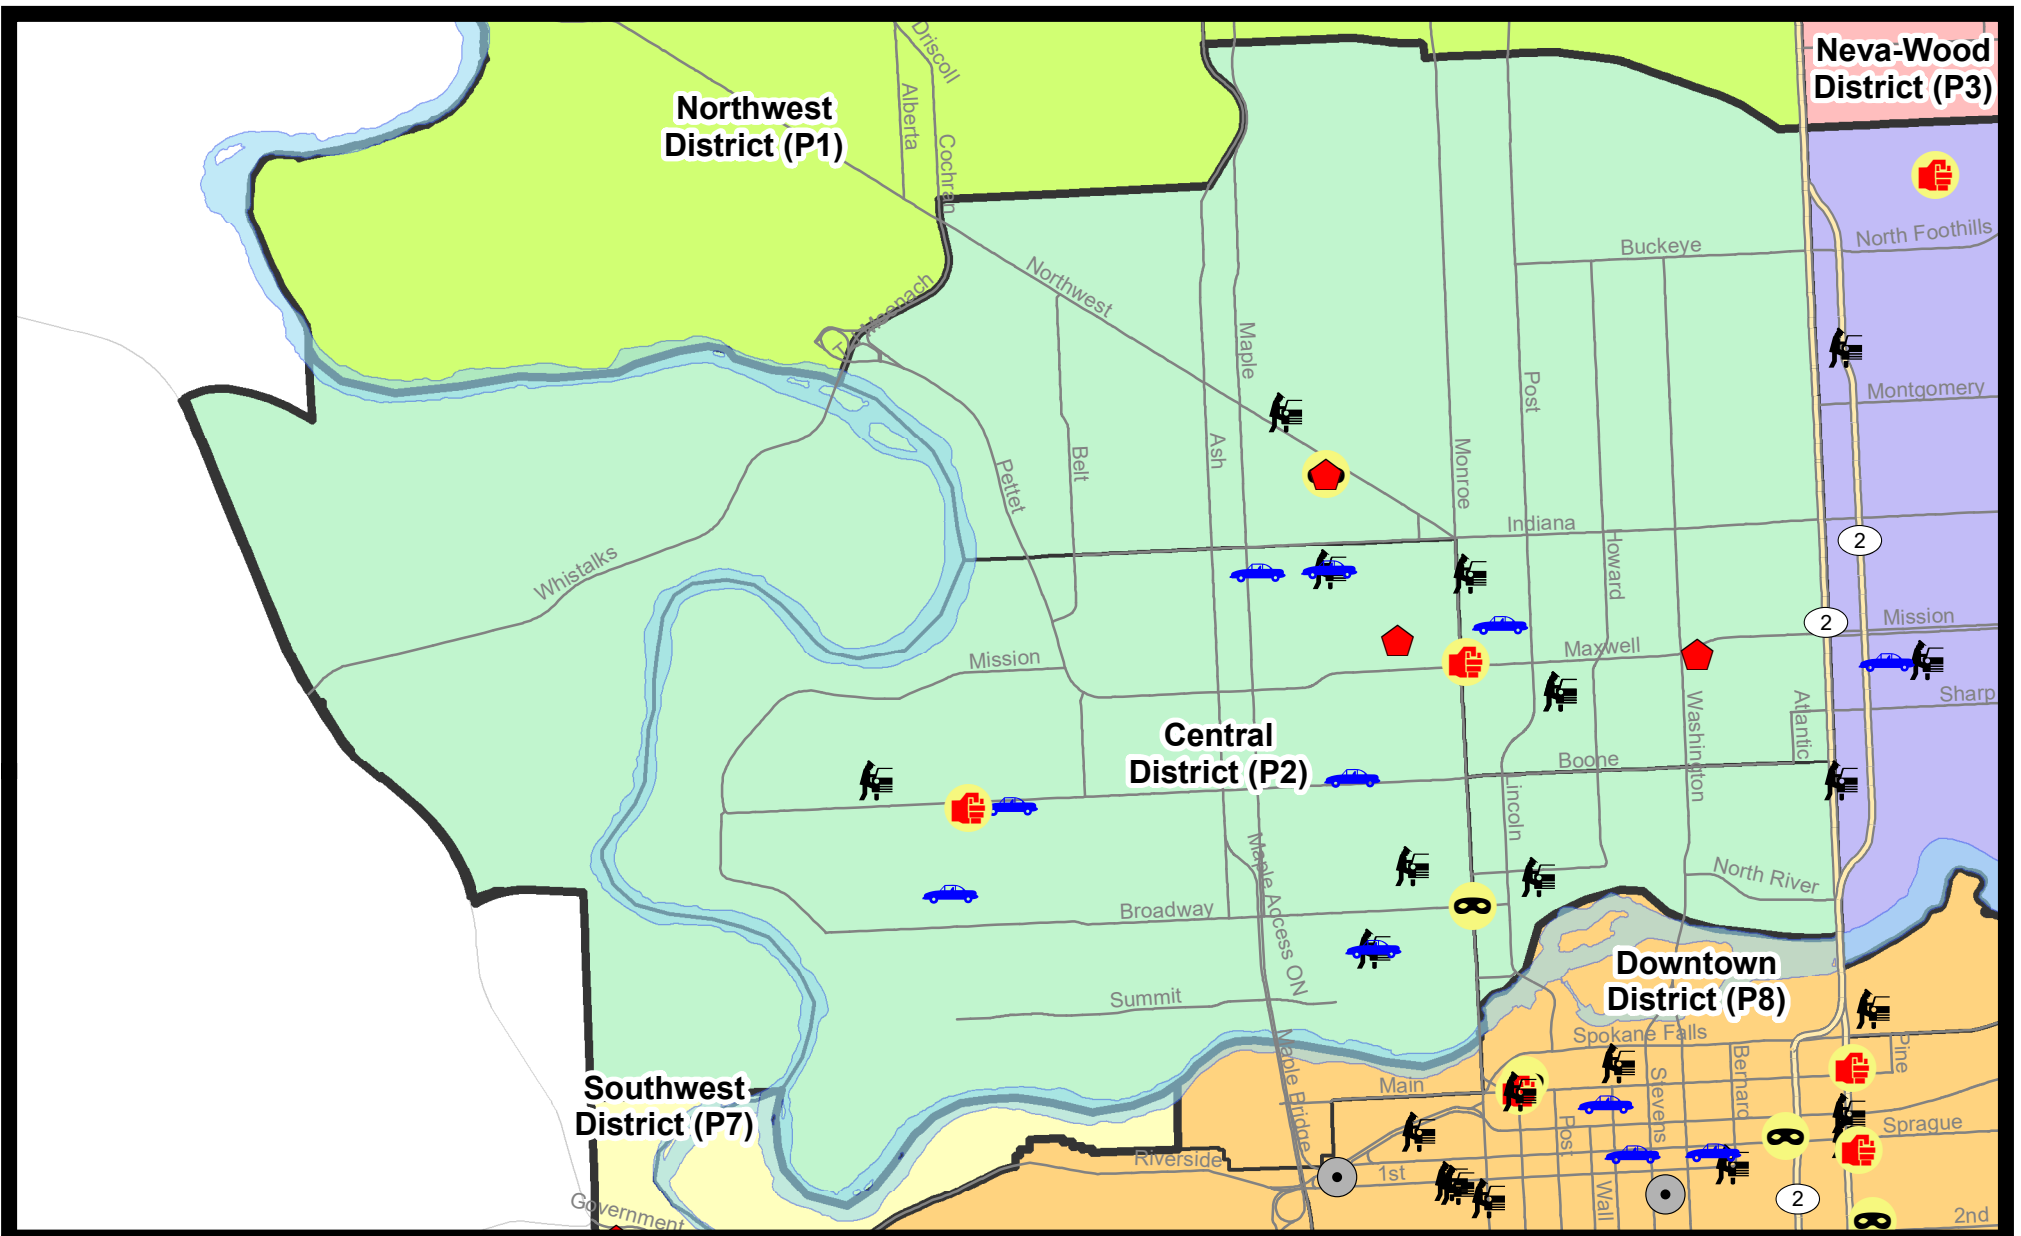 Neva-Wood
District (P3)
Northwest
District (P1)
Driscoll
Alberta
Cochran
North Foothills
Buckeye
Northwest
Maple
Montgomery
Post
Ash
Belt
Monroe
Pettet
Indiana
Howard
2
Whistalks
2
Mission
Maxwell
Mission
Sharp
Washington
Atlantic
Central
District (P2)
Boone
Lincoln
North River
Maple Access ON
Broadway
Downtown
District (P8)
Summit
Spokane Falls
Pine
Maple Bridge
Stevens
Bernard
Southwest
District (P7)
Main
Post
Sprague
Riverside
1st
Wall
2
Government
2nd